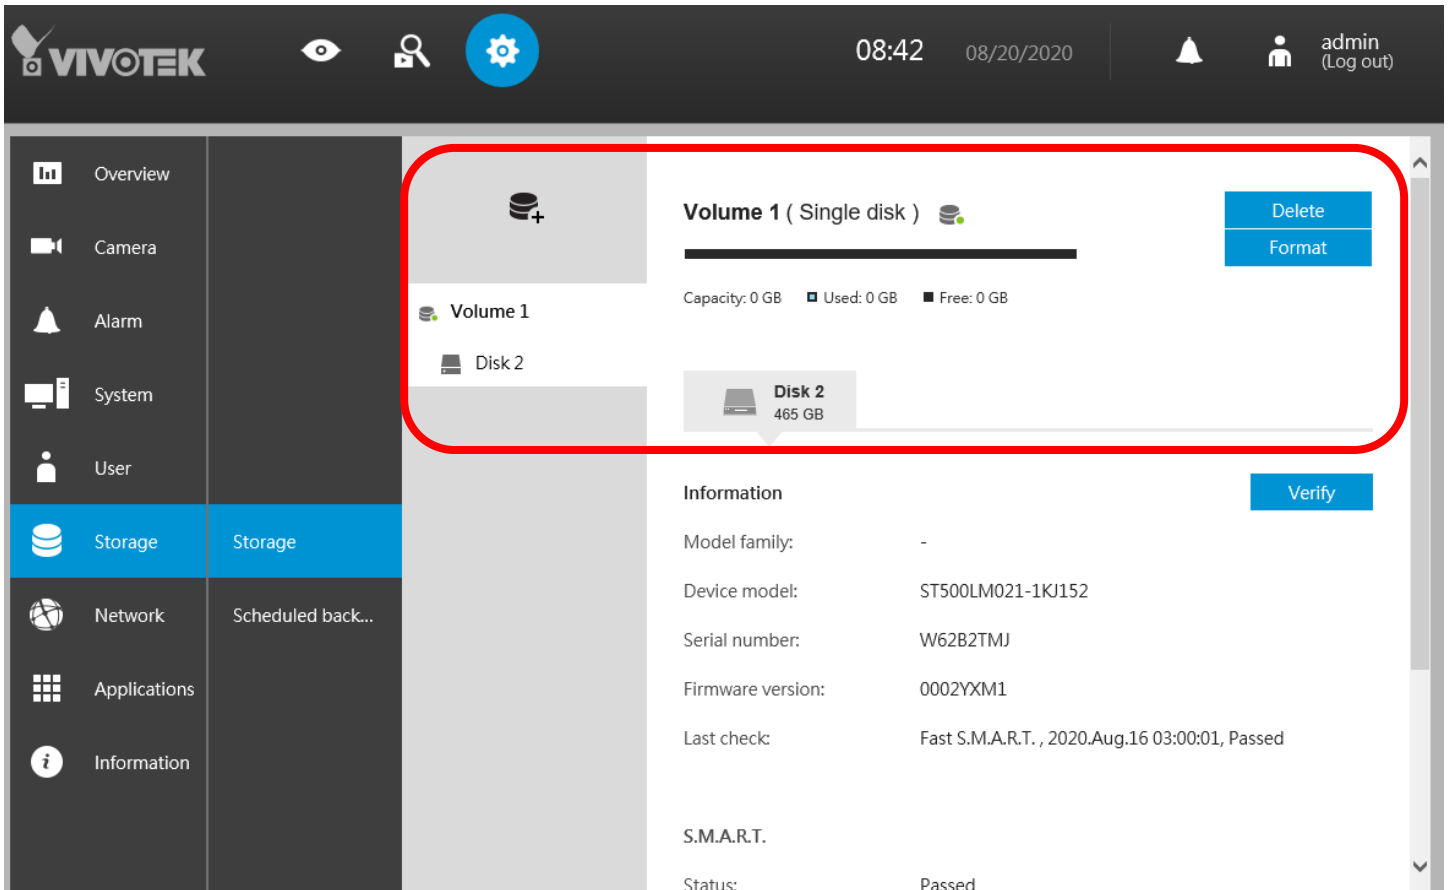 VIVOTEK
08:42 08/20/2020
admin
(Log out)
Overview
Camera
Alarm
System
User
Storage
Network
Applications
Information
Storage
Scheduled back...
Volume 1
Disk 2
Volume 1 ( Single disk )
Delete
Format
Capacity: 0 GB Used: 0 GB Free: 0 GB
Disk 2
465 GB
Information
Verify
Model family: -
Device model: ST500LM021-1KJ152
Serial number: W62B2TMJ
Firmware version: 0002YXM1
Last check: Fast S.M.A.R.T. , 2020.Aug.16 03:00:01, Passed
S.M.A.R.T.
Status: Passed